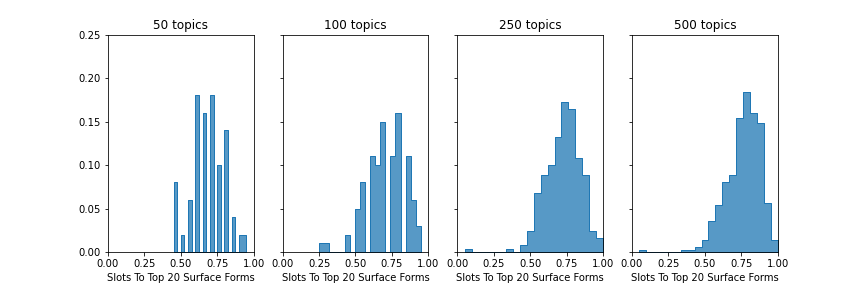 50 topics
100 topics
250 topics
500 topics
0.25
0.20
0.15
0.10
0.05
0.00
0.00 0.25 0.50 0.75 1.00
0.00 0.25 0.50 0.75 1.00
0.00 0.25 0.50 0.75 1.00
0.00 0.25 0.50 0.75 1.00
Slots To Top 20 Surface Forms
Slots To Top 20 Surface Forms
Slots To Top 20 Surface Forms
Slots To Top 20 Surface Forms